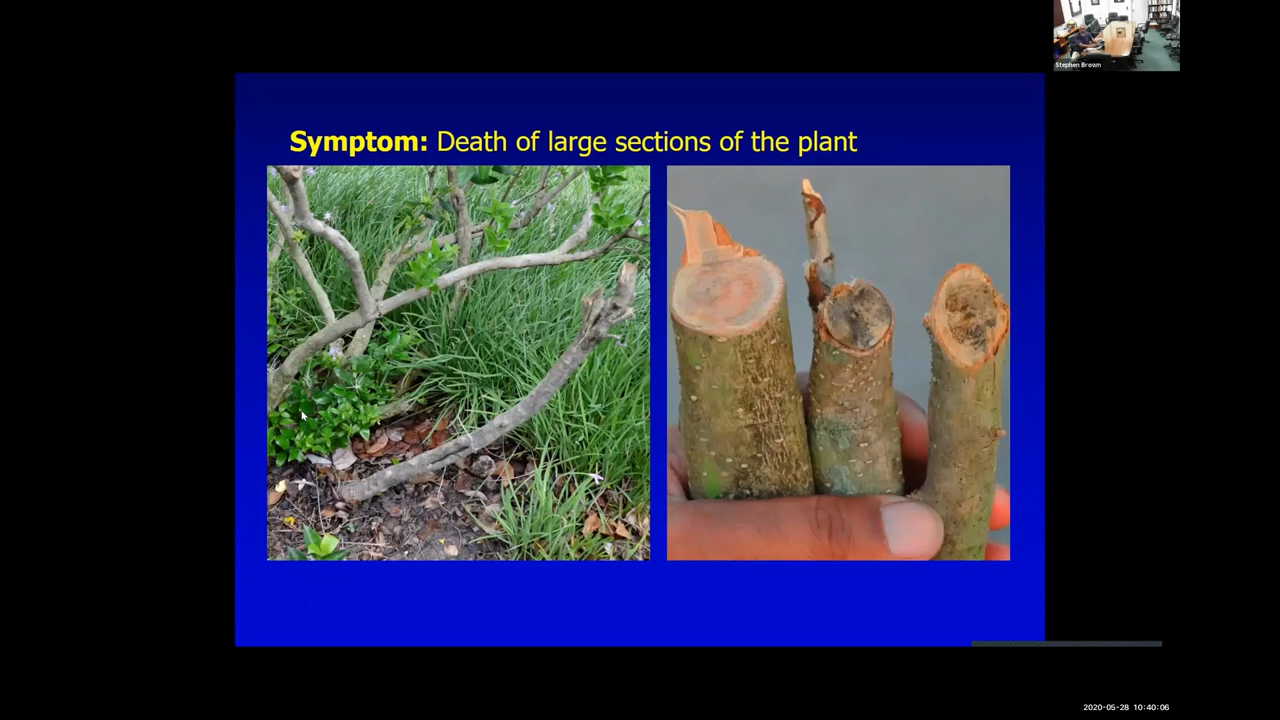 Stephen Brown
Symptom: Death of large sections of the plant
2020-05-28 10:40:06